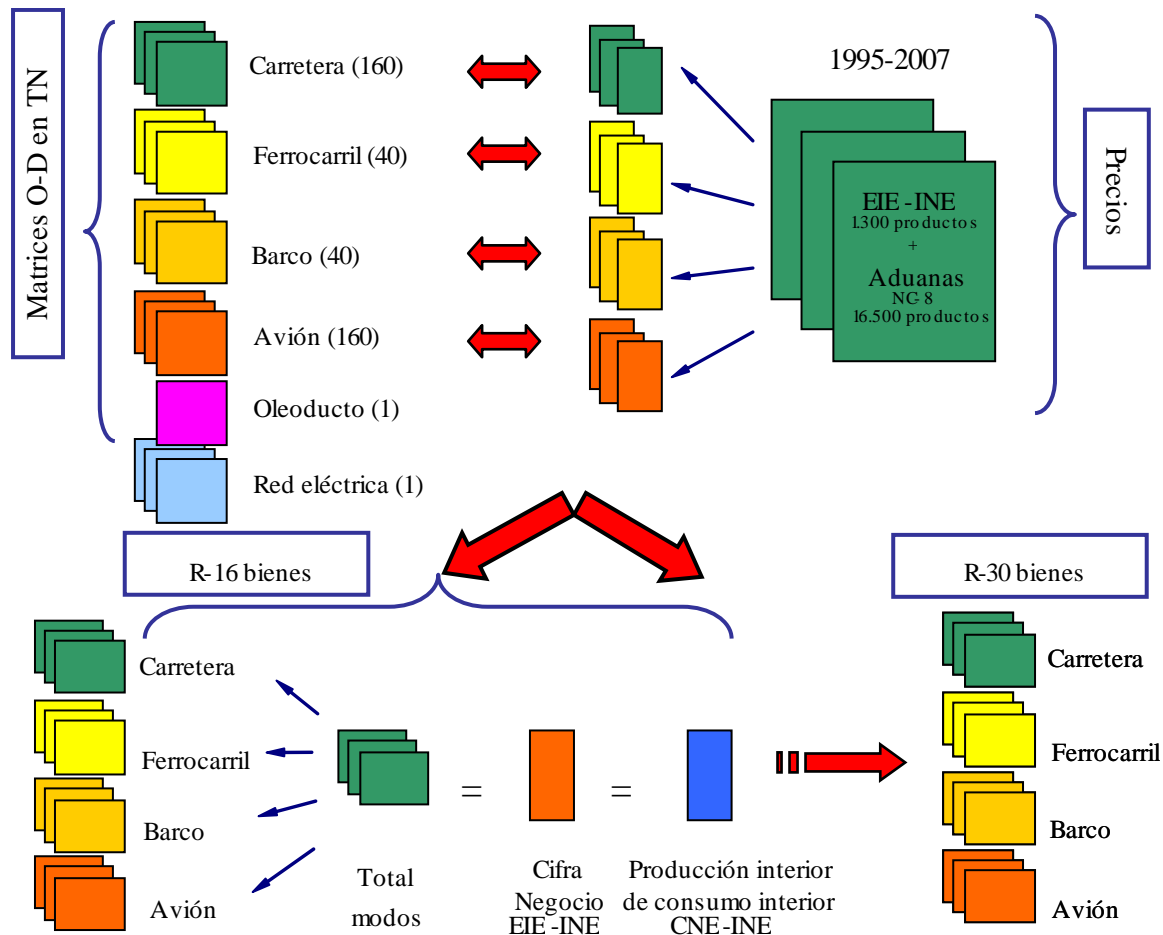 Matrices O-D en TN
Carretera (160)
Ferrocarril (40)
Barco (40)
Avión (160)
Oleoducto (1)
Red eléctrica (1)
1995-2007
EIE -INE
1.300 productos
+
Aduanas
NC-8
16.500 productos
Precios
R-16 bienes
R-30 bienes
Carretera
Ferrocarril
Barco
Avión
Total
modos
=
Cifra
Negocio
EIE -INE
=
Producción interior
de consumo interior
CNE-INE
Carretera
Ferrocarril
Barco
Avión